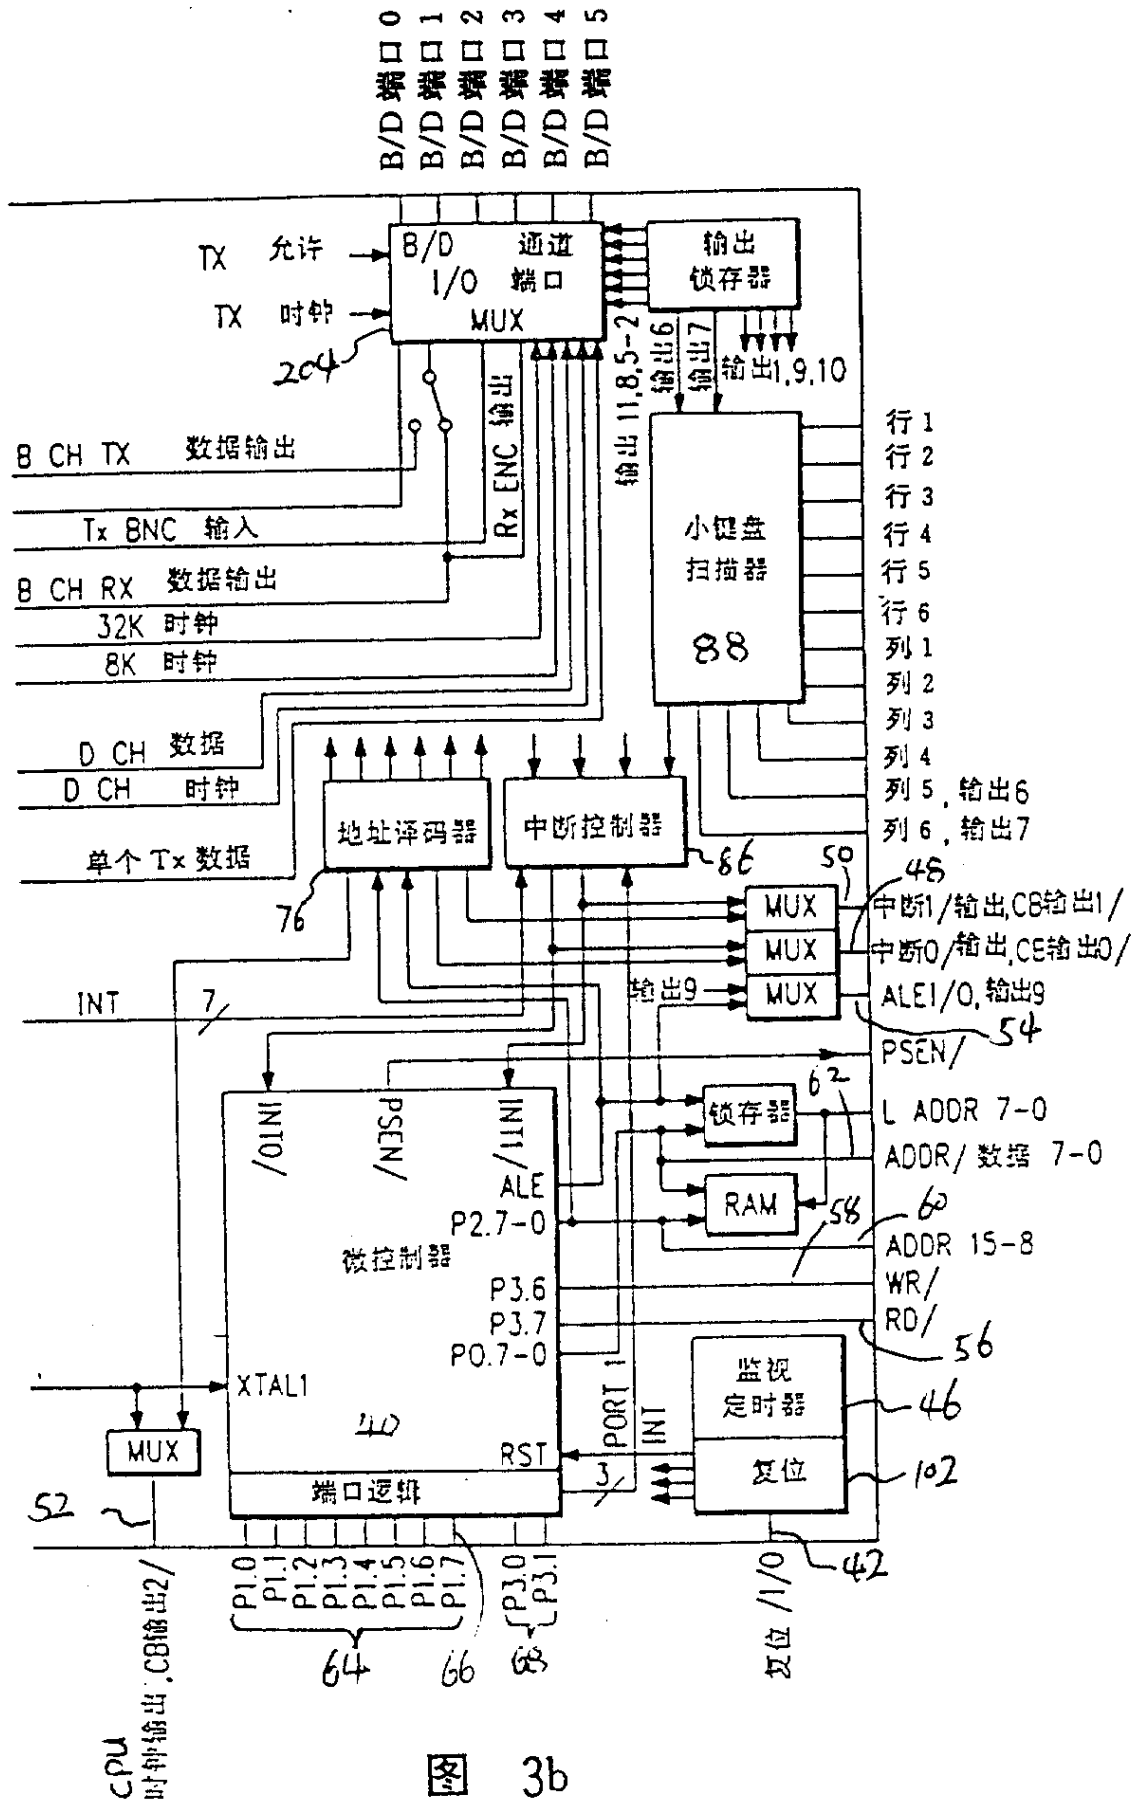 B/D 端口 0
B/D 端口 1
B/D 端口 2
B/D 端口 3
B/D 端口 4
B/D 端口 5
TX 允许
TX 时钟
204
B/D 通道
I/O 端口
MUX
输出
锁存器
输出 11,8,5-2
输出6
输出7
输出1,9,10
B CH TX 数据输出
Tx BNC 输入
B CH RX 数据输出
32K 时钟
8K 时钟
D CH 数据
D CH 时钟
单个 Tx 数据
Rx ENC 输出
小键盘
扫描器
88
行 1
行 2
行 3
行 4
行 5
行 6
列 1
列 2
列 3
列 4
列 5,输出6
列 6,输出7
地址译码器
76
中断控制器
86
MUX
MUX
MUX
输出9
50
48
中断1/输出,CB输出1/
中断0/输出,CB输出0/
ALE1/0,输出9
54
INT
7
PSEN/
62
锁存器
L ADDR 7-0
ADDR/数据 7-0
RAM
58
60
ADDR 15-8
WR/
RD/
56
INT0/
PSEN/
INT1/
ALE
P2.7-0
微控制器
P3.6
P3.7
P0.7-0
XTAL1
40
RST
端口逻辑
PORT 1
INT
3
监视
定时器
46
复位
102
MUX
52
42
P1.0
P1.1
P1.2
P1.3
P1.4
P1.5
P1.6
P1.7
P3.0
P3.1
64
66
68
复位 /I/O
CPU
时钟输出,CB输出2/
图 3b